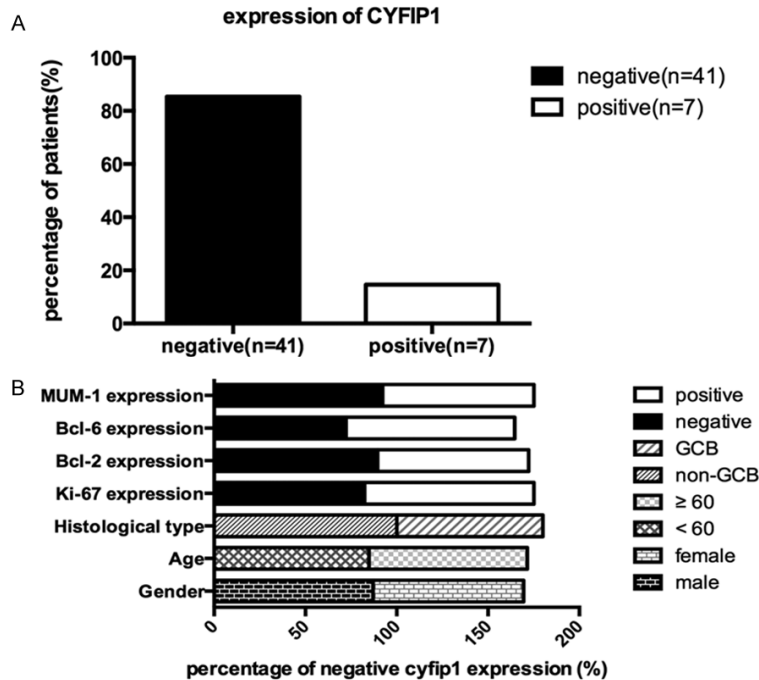 A
expression of CYFIP1
percentage of patients(%)
100
80
60
40
20
0
negative(n=41)
positive(n=7)
negative(n=41)
positive(n=7)
B
MUM-1 expression
Bcl-6 expression
Bcl-2 expression
Ki-67 expression
Histological type
Age
Gender
0
50
100
150
200
percentage of negative cyfip1 expression (%)
positive
negative
GCB
non-GCB
≥ 60
< 60
female
male